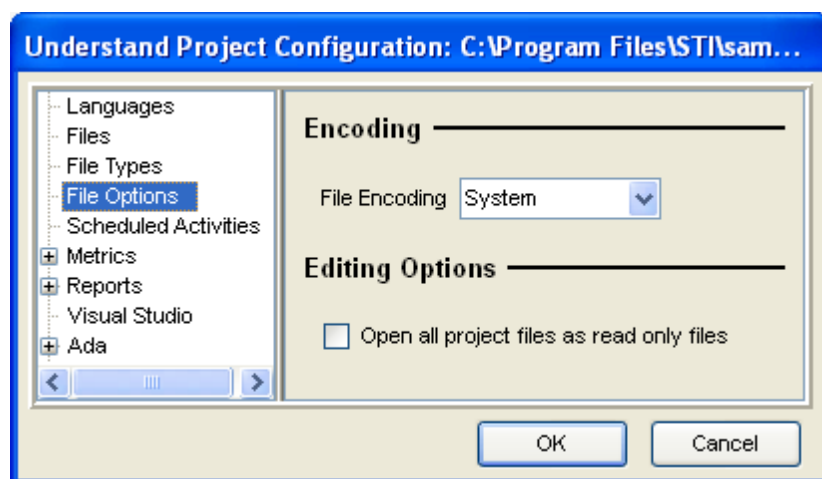 Understand Project Configuration: C:\Program Files\STI\sam...
Languages
Files
File Types
File Options
Scheduled Activities
Metrics
Reports
Visual Studio
Ada
Encoding
File Encoding System
Editing Options
Open all project files as read only files
OK Cancel